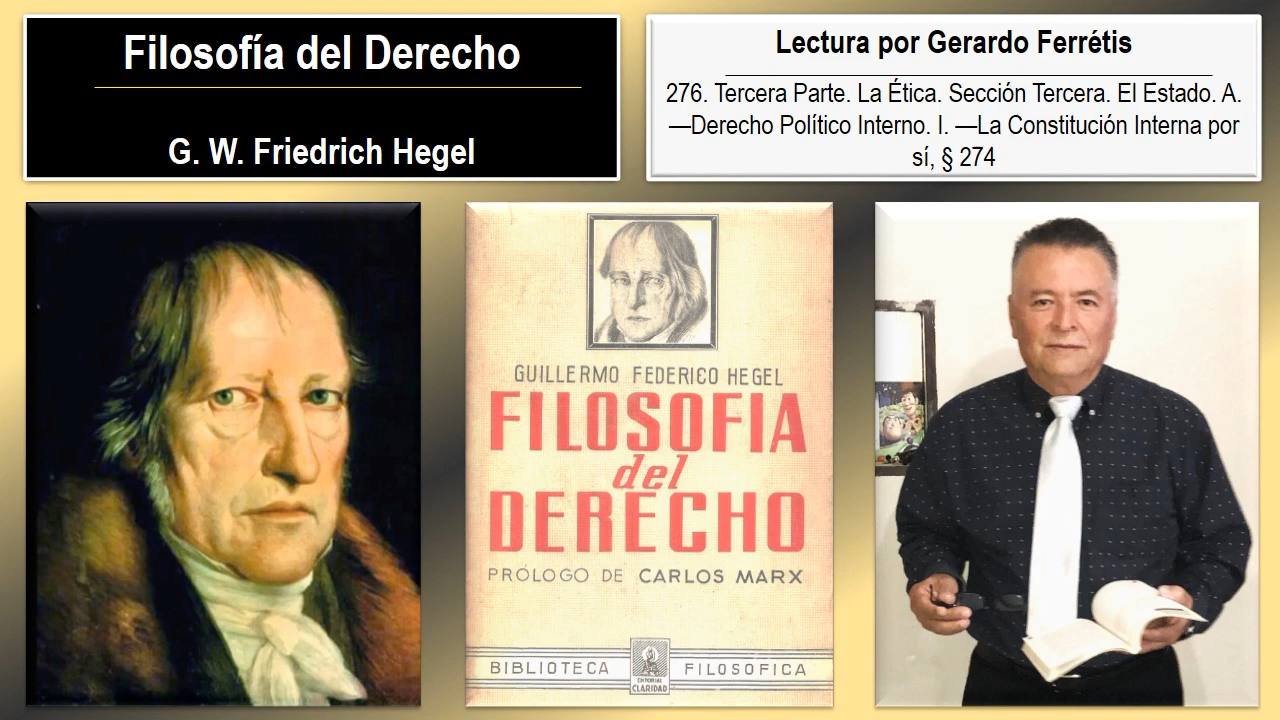 Filosofía del Derecho
G. W. Friedrich Hegel
Lectura por Gerardo Ferrétis
276. Tercera Parte. La Ética. Sección Tercera. El Estado. A.
—Derecho Político Interno. I. —La Constitución Interna por
sí, § 274
GUILLERMO FEDERICO HEGEL
FILOSOFIA
del
DERECHO
PRÓLOGO DE CARLOS MARX
BIBLIOTECA
EDITORIAL
CLARIDAD
FILOSOFICA